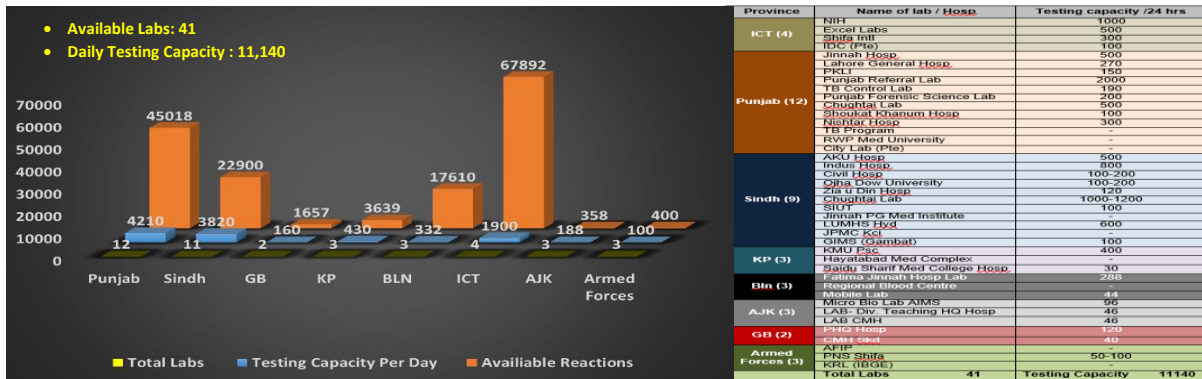 • Available Labs: 41
• Daily Testing Capacity : 11,140
67892
45018
22900
17610
1657
3639
358
400
4210
3820
160
430
332
1900
188
100
12
11
2
3
3
4
3
3
70000
60000
50000
40000
30000
20000
10000
0
Punjab Sindh GB KP BLN ICT AJK Armed
Forces
Total Labs Testing Capacity Per Day Availiable Reactions
Province Name of lab / Hosp Testing capacity /24 hrs
ICT (4)
NIH 1000
Excel Labs 500
Shifa Intl 300
IDC (Pte) 100
Punjab (12)
Jinnah Hosp 500
Lahore General Hosp 270
PKLI 150
Punjab Referral Lab 2000
TB Control Lab 190
Punjab Forensic Science Lab 200
Chughtai Lab 500
Shoukat Khanum Hosp 100
Nishtar Hosp 300
TB Program -
RWP Med University -
City Lab (Pte) -
Sindh (9)
AKU Hosp 500
Indus Hosp 800
Civil Hosp 100-200
Ojha Dow University 100-200
Zia u Din Hosp 120
Chughtai Lab 1000-1200
SIUT 100
Jinnah PG Med Institute -
LUMHS Hyd 600
JPMC Kci -
GIMS (Gambat) 100
KP (3)
KMU Psc 400
Hayatabad Med Complex -
Saidu Sharif Med College Hosp 30
Bln (3)
Fatima Jinnah Hosp Lab 288
Regional Blood Centre -
Mobile Lab 44
AJK (3)
Micro Bio Lab AIMS 96
LAB- Div. Teaching HQ Hosp 46
LAB CMH 46
GB (2)
PHQ Hosp 120
CMH Skd 40
Armed
Forces (3)
AFIP -
PNS Shifa 50-100
KRL (IBGE) -
Total Labs 41 Testing Capacity 11140